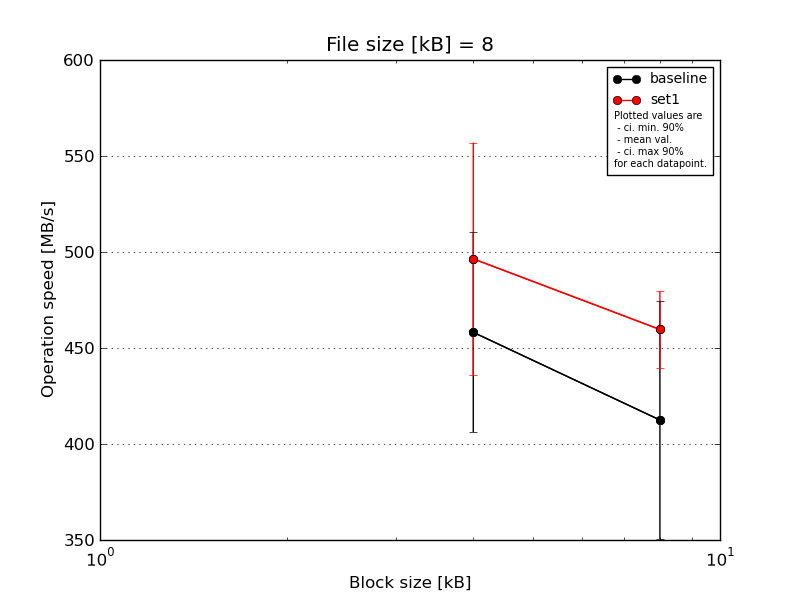 File size [kB] = 8
600
550
500
450
400
350
Operation speed [MB/s]
baseline
set1
Plotted values are
- ci. min. 90%
- mean val.
- ci. max 90%
for each datapoint.
10⁰
10¹
Block size [kB]